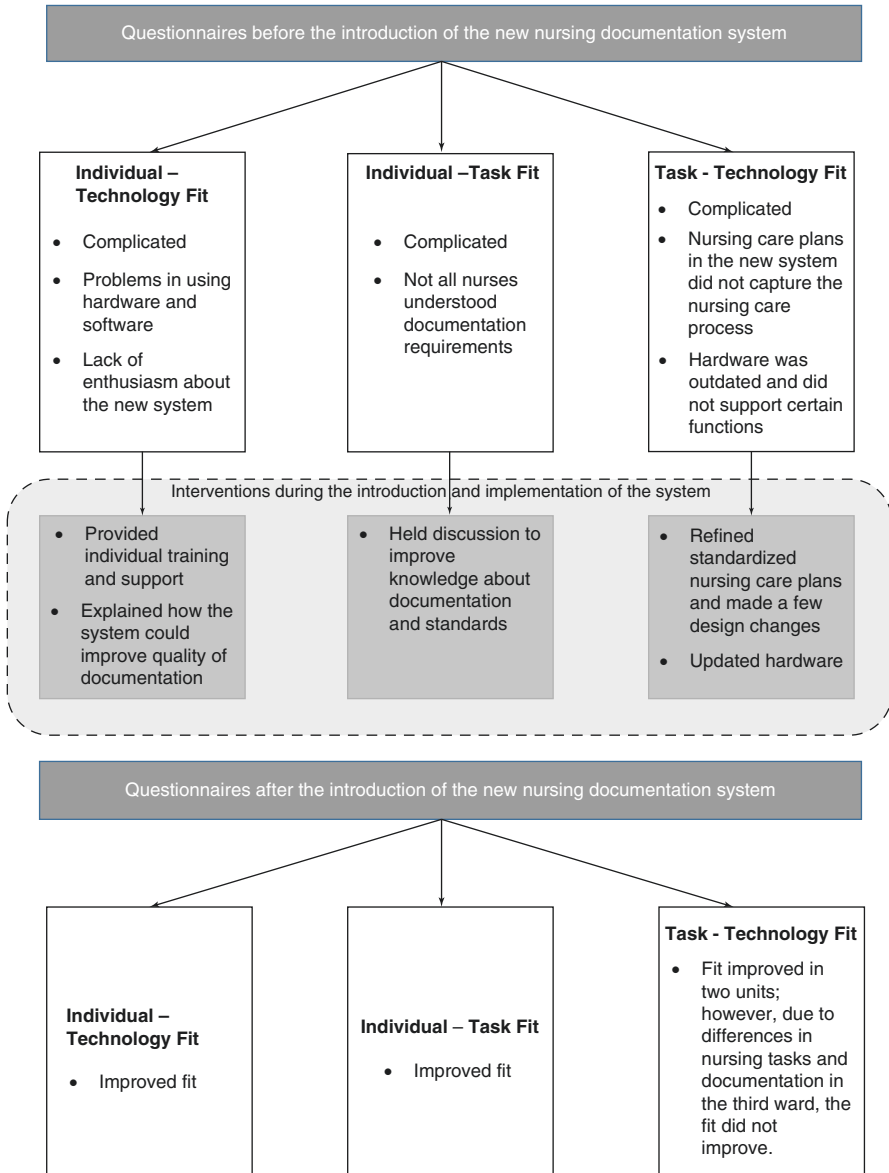 Questionnaires before the introduction of the new nursing documentation system
Individual –
Technology Fit
• Complicated
• Problems in using
hardware and
software
• Lack of
enthusiasm about
the new system
Individual –Task Fit
• Complicated
• Not all nurses
understood
documentation
requirements
Task - Technology Fit
• Complicated
• Nursing care plans
in the new system
did not capture the
nursing care
process
• Hardware was
outdated and did
not support certain
functions
Interventions during the introduction and implementation of the system
• Provided
individual training
and support
• Explained how the
system could
improve quality of
documentation
• Held discussion to
improve
knowledge about
documentation
and standards
• Refined
standardized
nursing care plans
and made a few
design changes
• Updated hardware
Questionnaires after the introduction of the new nursing documentation system
Individual –
Technology Fit
• Improved fit
Individual – Task Fit
• Improved fit
Task - Technology Fit
• Fit improved in
two units;
however, due to
differences in
nursing tasks and
documentation in
the third ward, the
fit did not
improve.